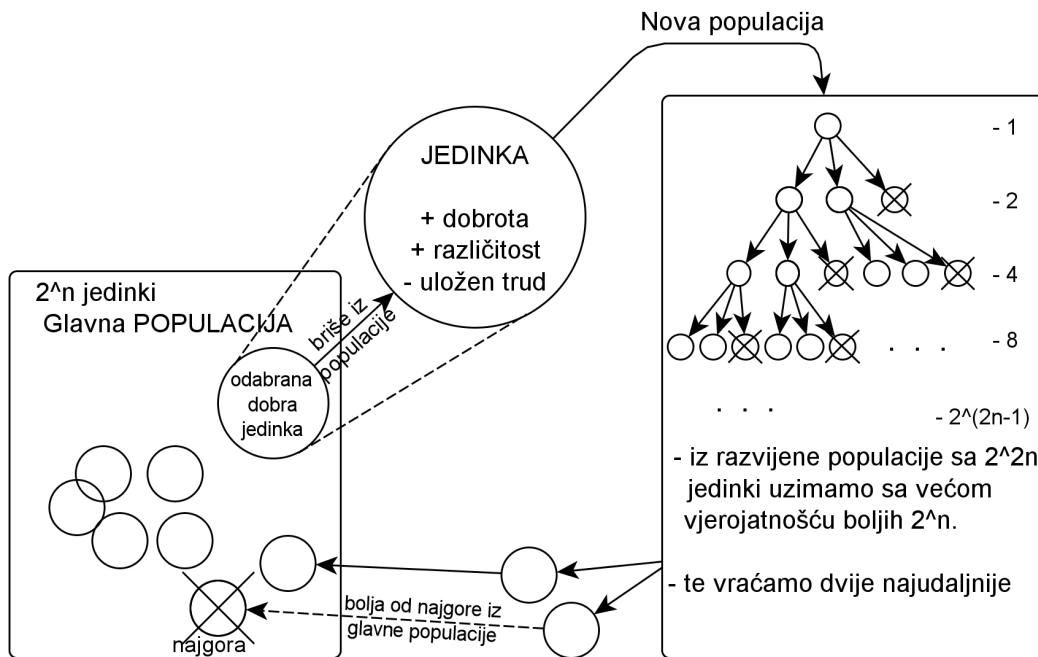 Nova populacija
JEDINKA
+ dobrota
+ različitost
- uložen trud
2^n jedinki
Glavna POPULACIJA
briše iz
populacije
odabrana
dobra
jedinka
najgora
bolja od najgore iz
glavne populacije
- 1
- 2
- 4
- 8
. . .
. . .
- 2^(2n-1)
- iz razvijene populacije sa 2^2n
jedinki uzimamo sa većom
vjerojatnošću boljih 2^n.
- te vraćamo dvije najudaljnije